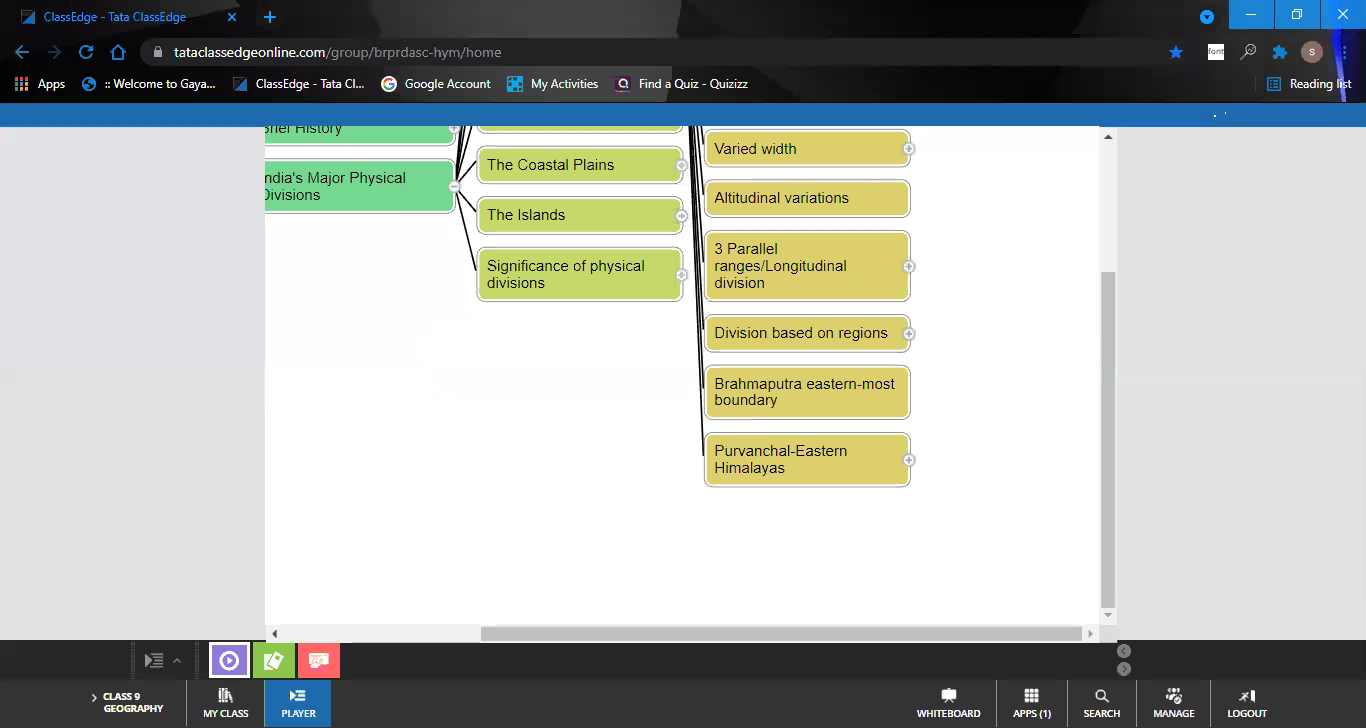 ClassEdge - Tata ClassEdge
tataclassedgeonline.com/group/brprdasc-hym/home
font
S
Apps
:: Welcome to Gaya...
ClassEdge - Tata Cl...
Google Account
My Activities
Find a Quiz - Quizizz
Reading list
Brief History
ndia's Major Physical
Divisions
The Coastal Plains
The Islands
Significance of physical
divisions
Varied width
Altitudinal variations
3 Parallel
ranges/Longitudinal
division
Division based on regions
Brahmaputra eastern-most
boundary
Purvanchal-Eastern
Himalayas
CLASS 9
GEOGRAPHY
MY CLASS
PLAYER
WHITEBOARD
APPS (1)
SEARCH
MANAGE
LOGOUT